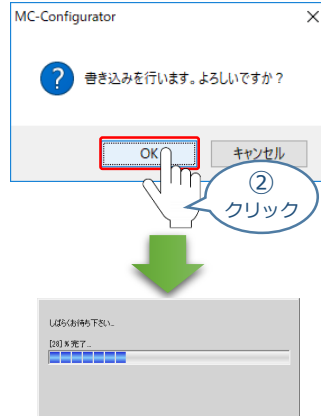 MC-Configurator
書き込みを行います。よろしいですか？
OK
キャンセル
②
クリック
しばらくお待ち下さい..
[28] % 完了..